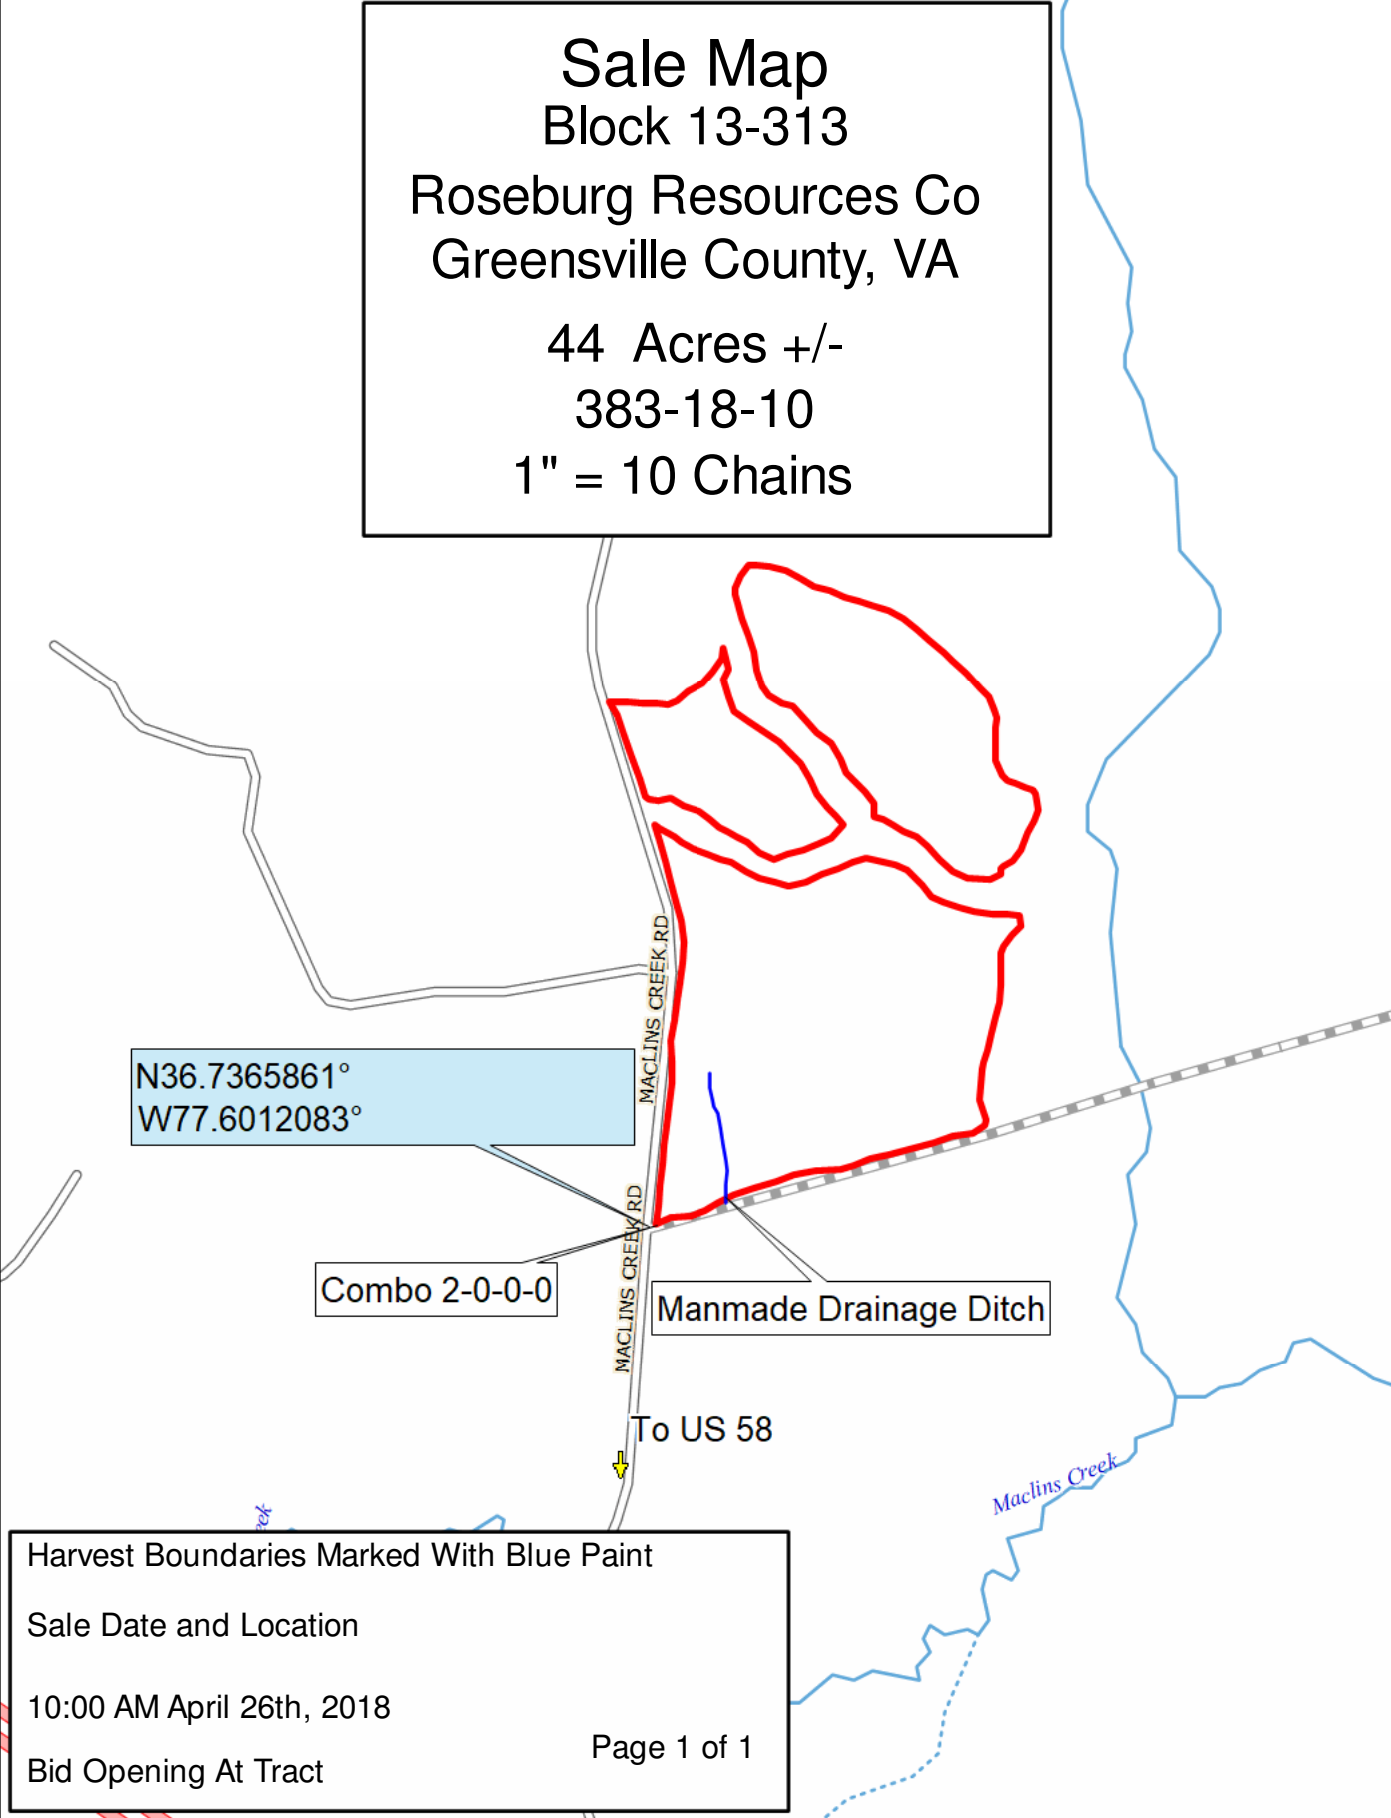 Sale Map
Block 13-313
Roseburg Resources Co
Greensville County, VA
44 Acres +/-
383-18-10
1" = 10 Chains
MACLINS CREEK RD
N36.7365861°
W77.6012083°
MACLINS CREEK RD
Combo 2-0-0-0
Manmade Drainage Ditch
To US 58
Maclins Creek
eek
Harvest Boundaries Marked With Blue Paint
Sale Date and Location
10:00 AM April 26th, 2018
Page 1 of 1
Bid Opening At Tract